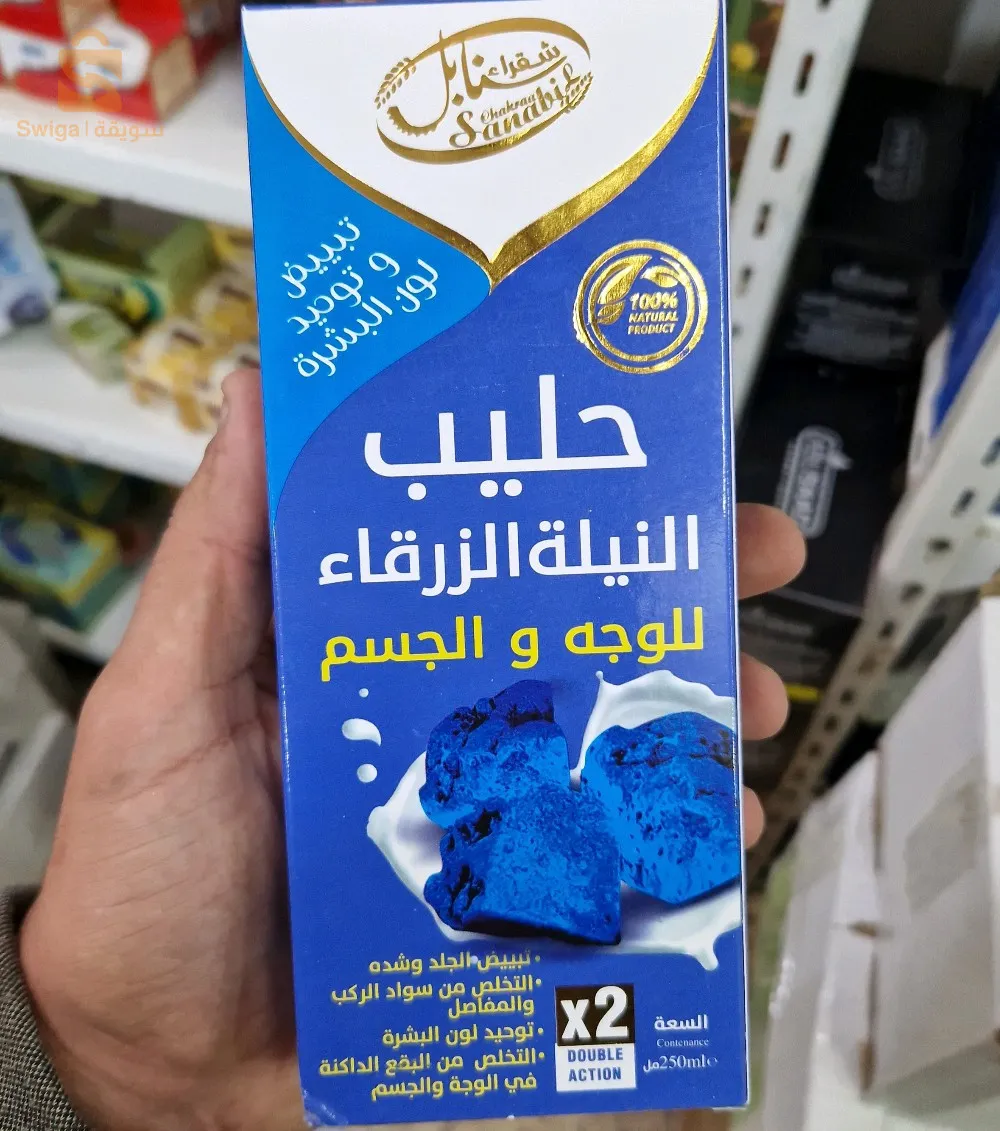 Swiga | سويقة
شقراء
سنابل
Chakraa
Sanabil
تبييض
و توحيد
لون البشرة
100%
NATURAL
PRODUCT
حليب
النيلة الزرقاء
للوجه و الجسم
• تبييض الجلد وشده
• التخلص من سواد الركب
والمفاصل
• توحيد لون البشرة
• التخلص من البقع الداكنة
في الوجة والجسم
x2
DOUBLE
ACTION
السعة
Contenance
250mle مل